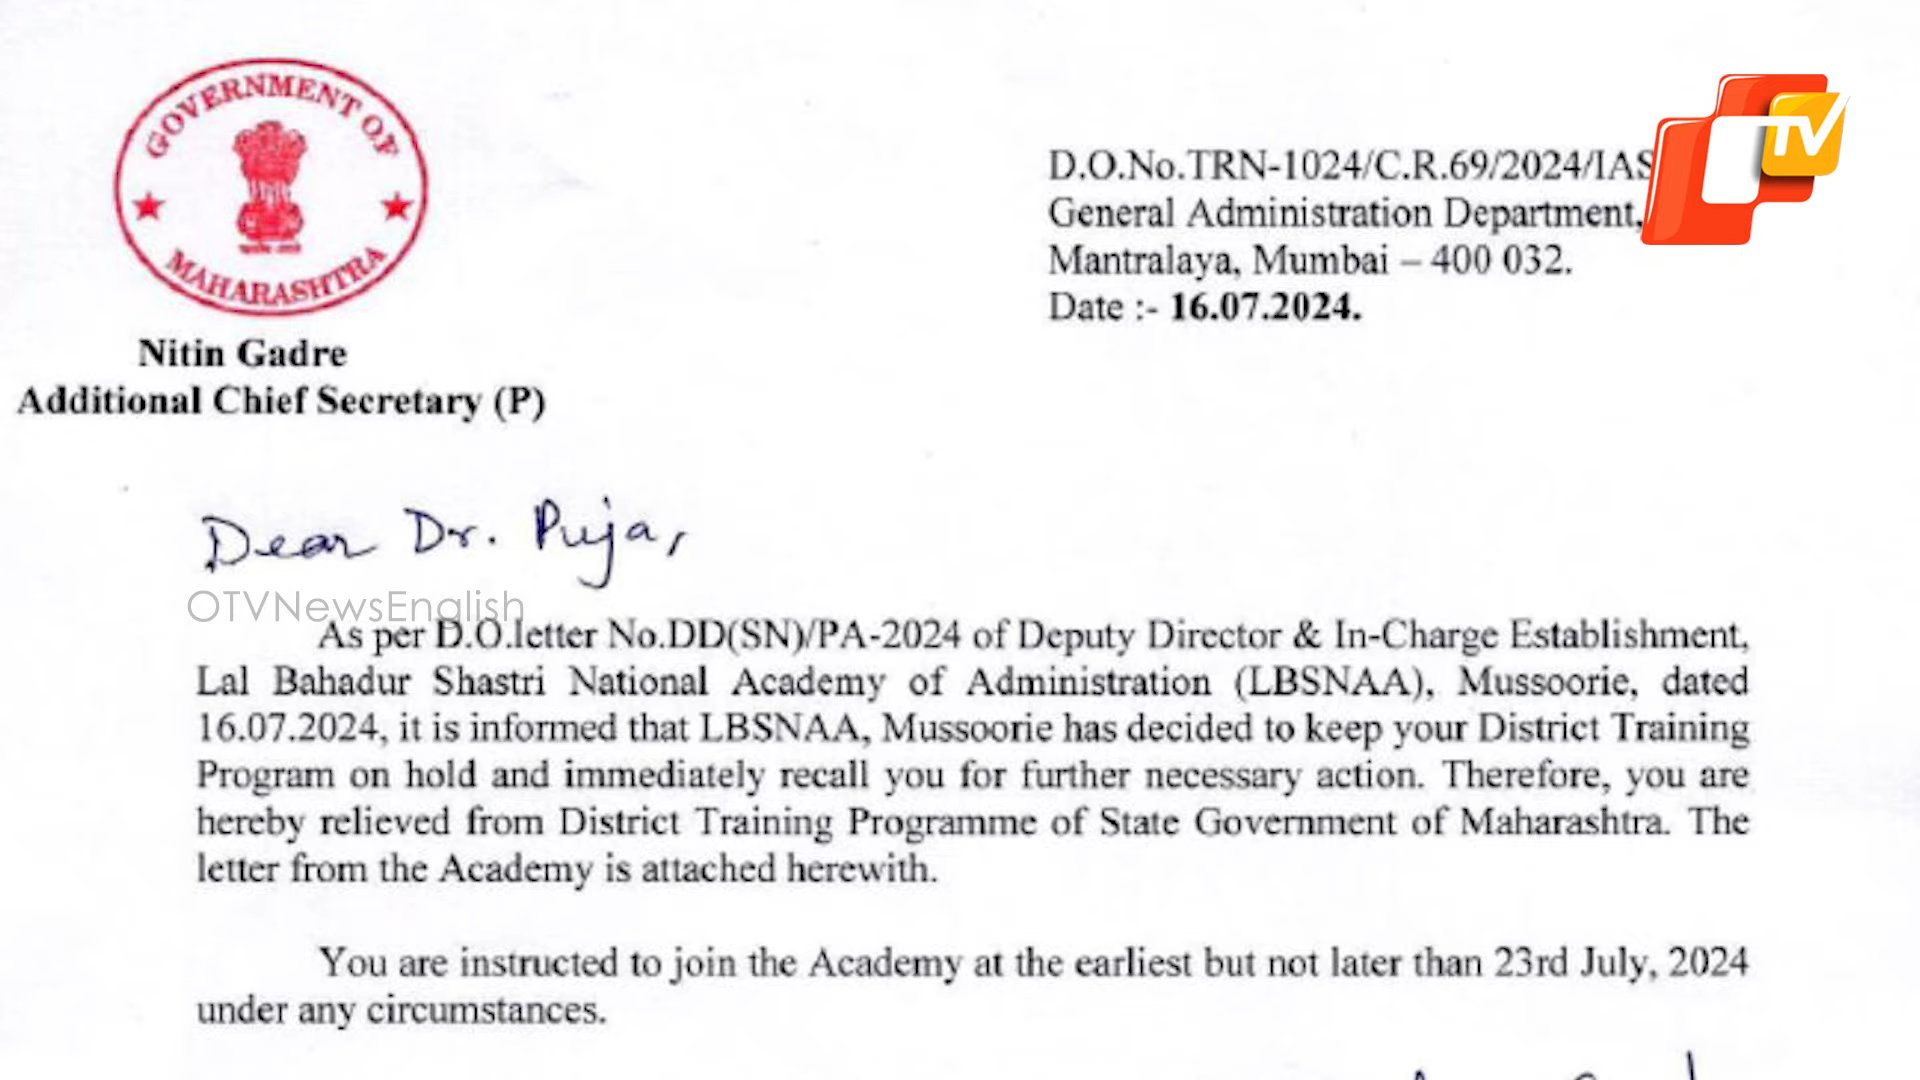 GOVERNMENT OF
MAHARASHTRA
Nitin Gadre
Additional Chief Secretary (P)
TV
D.O.No.TRN-1024/C.R.69/2024/IAS
General Administration Department,
Mantralaya, Mumbai – 400 032.
Date :- 16.07.2024.
Dear Dr. Puja,
OTVNewsEnglish
As per D.O.letter No.DD(SN)/PA-2024 of Deputy Director & In-Charge Establishment,
Lal Bahadur Shastri National Academy of Administration (LBSNAA), Mussoorie, dated
16.07.2024, it is informed that LBSNAA, Mussoorie has decided to keep your District Training
Program on hold and immediately recall you for further necessary action. Therefore, you are
hereby relieved from District Training Programme of State Government of Maharashtra. The
letter from the Academy is attached herewith.
You are instructed to join the Academy at the earliest but not later than 23rd July, 2024
under any circumstances.